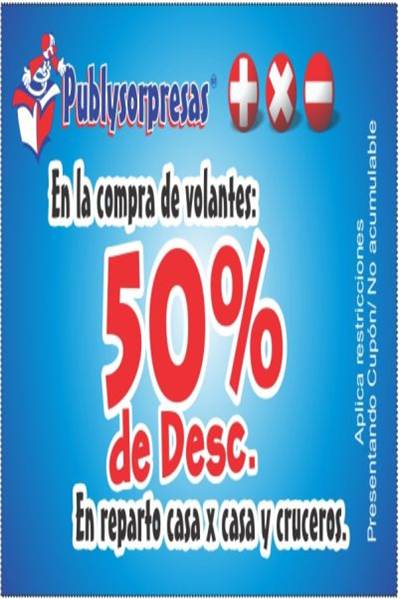 Publysorpresas
+ x -
En la compra de volantes:
50%
de Desc.
En reparto casa x casa y cruceros.
Aplica restricciones
Presentando Cupón/ No acumulable